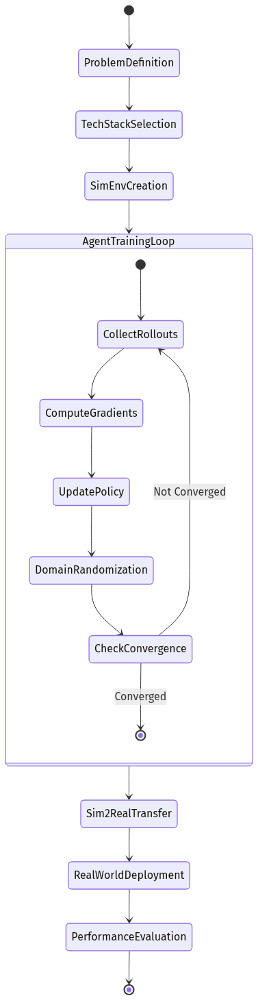 ProblemDefinition
TechStackSelection
SimEnvCreation
AgentTrainingLoop
CollectRollouts
ComputeGradients
UpdatePolicy
Not Converged
DomainRandomization
CheckConvergence
Converged
Sim2RealTransfer
RealWorldDeployment
PerformanceEvaluation